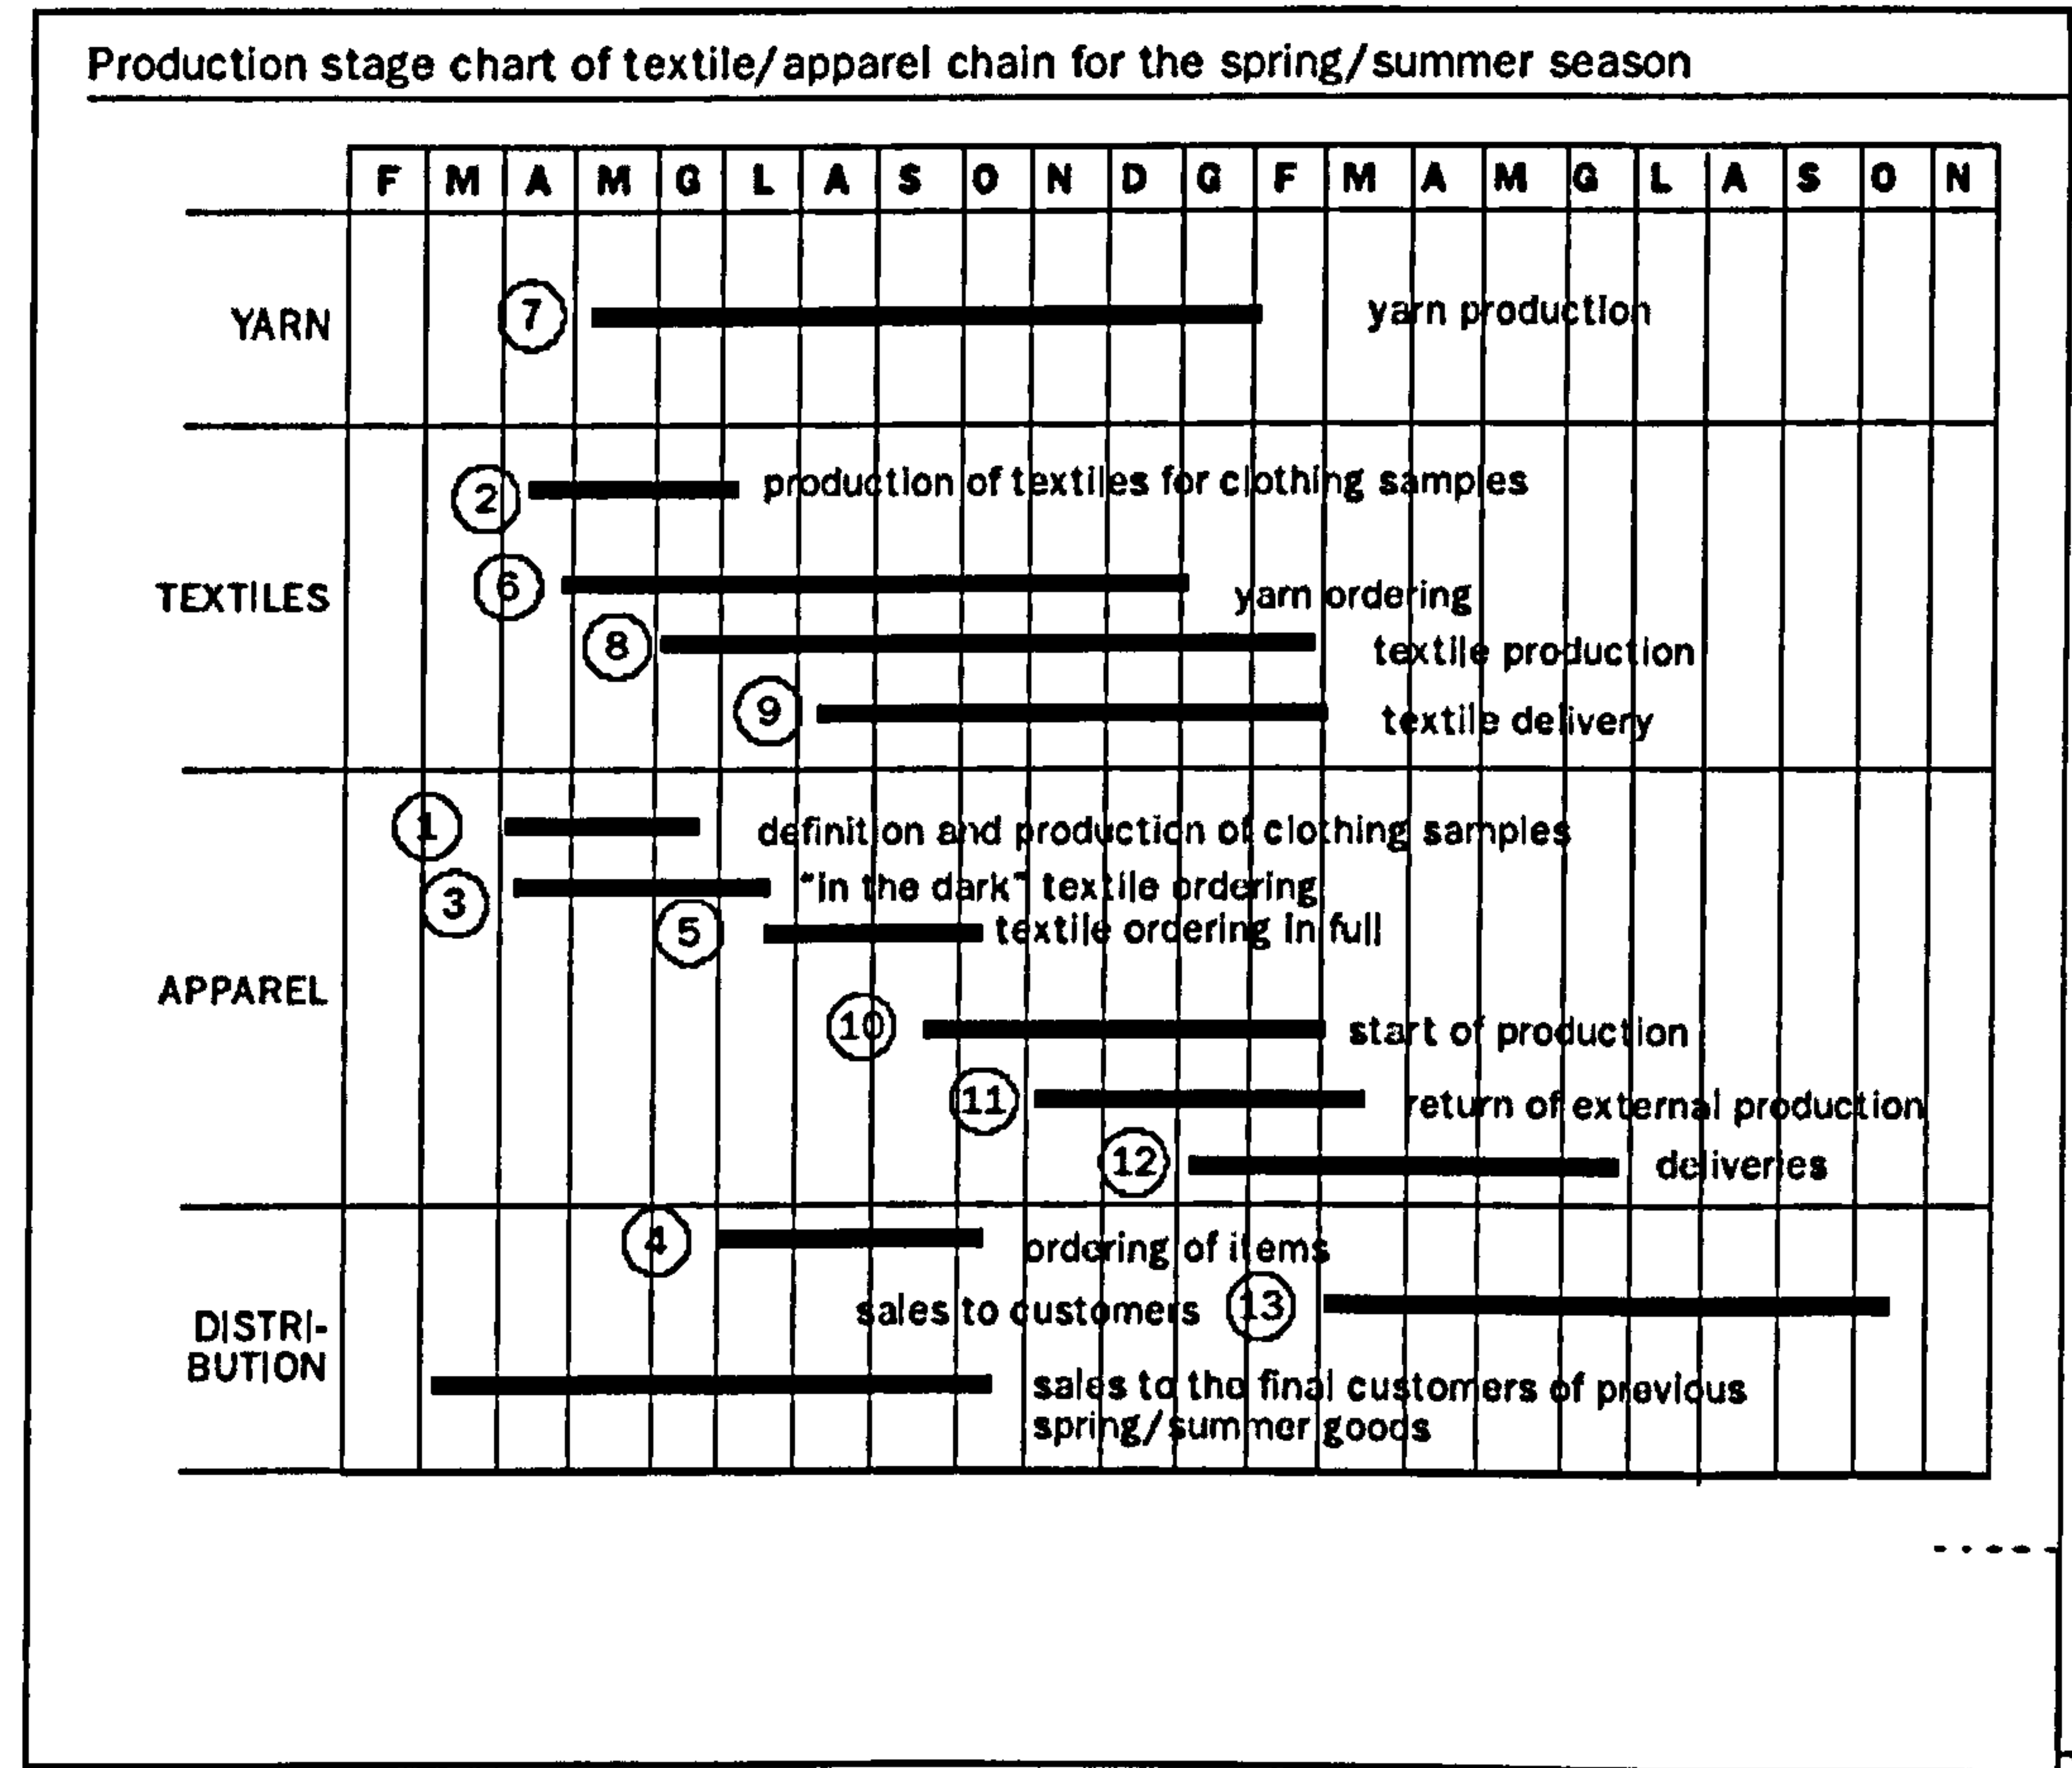 Production stage chart of textile/apparel chain for the spring/summer season
F M A M G L A S O N D G F M A M G L A S O N
YARN
7 yarn production
TEXTILES
2 production of textiles for clothing samples
6 yarn ordering
8 textile production
9 textile delivery
APPAREL
1 definition and production of clothing samples
3 "in the dark" textile ordering
5 textile ordering in full
10 start of production
11 return of external production
12 deliveries
DISTRI-
BUTION
4 ordering of items
sales to customers 13
sales to the final customers of previous
spring/summer goods